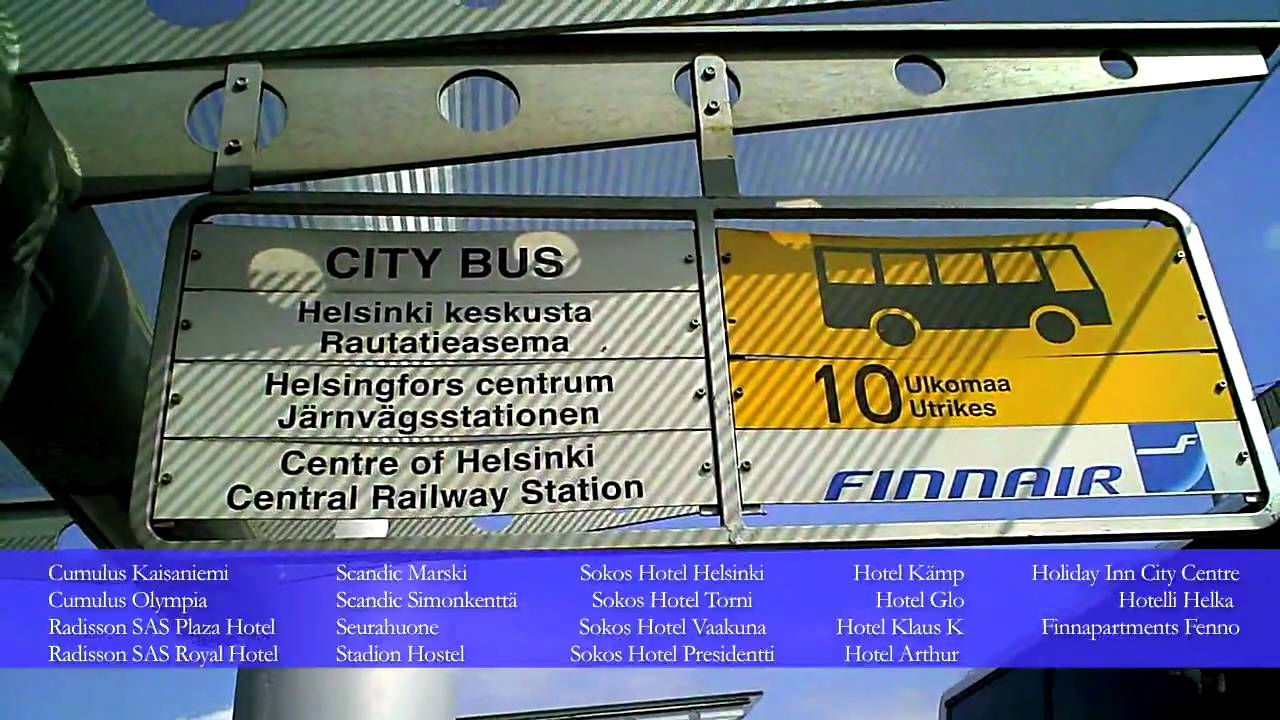 CITY BUS
Helsinki keskusta
Rautatieasema
Helsingfors centrum
Järnvägsstationen
Centre of Helsinki
Central Railway Station
10 Ulkomaa
Utrikes
FINNAIR
Cumulus Kaisaniemi
Cumulus Olympia
Radisson SAS Plaza Hotel
Radisson SAS Royal Hotel
Scandic Marski
Scandic Simonkenttä
Seurahuone
Stadion Hostel
Sokos Hotel Helsinki
Sokos Hotel Torni
Sokos Hotel Vaakuna
Sokos Hotel Presidentti
Hotel Kämp
Hotel Glo
Hotel Klaus K
Hotel Arthur
Holiday Inn City Centre
Hotelli Helka
Finnapartments Fenno